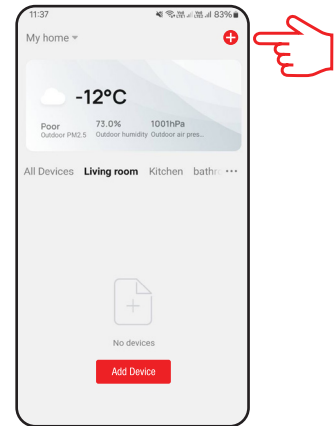 11:37 83%
My home
-12°C
Poor 73.0% 1001hPa
Outdoor PM2.5 Outdoor humidity Outdoor air pres...
All Devices Living room Kitchen bathr ...
No devices
Add Device